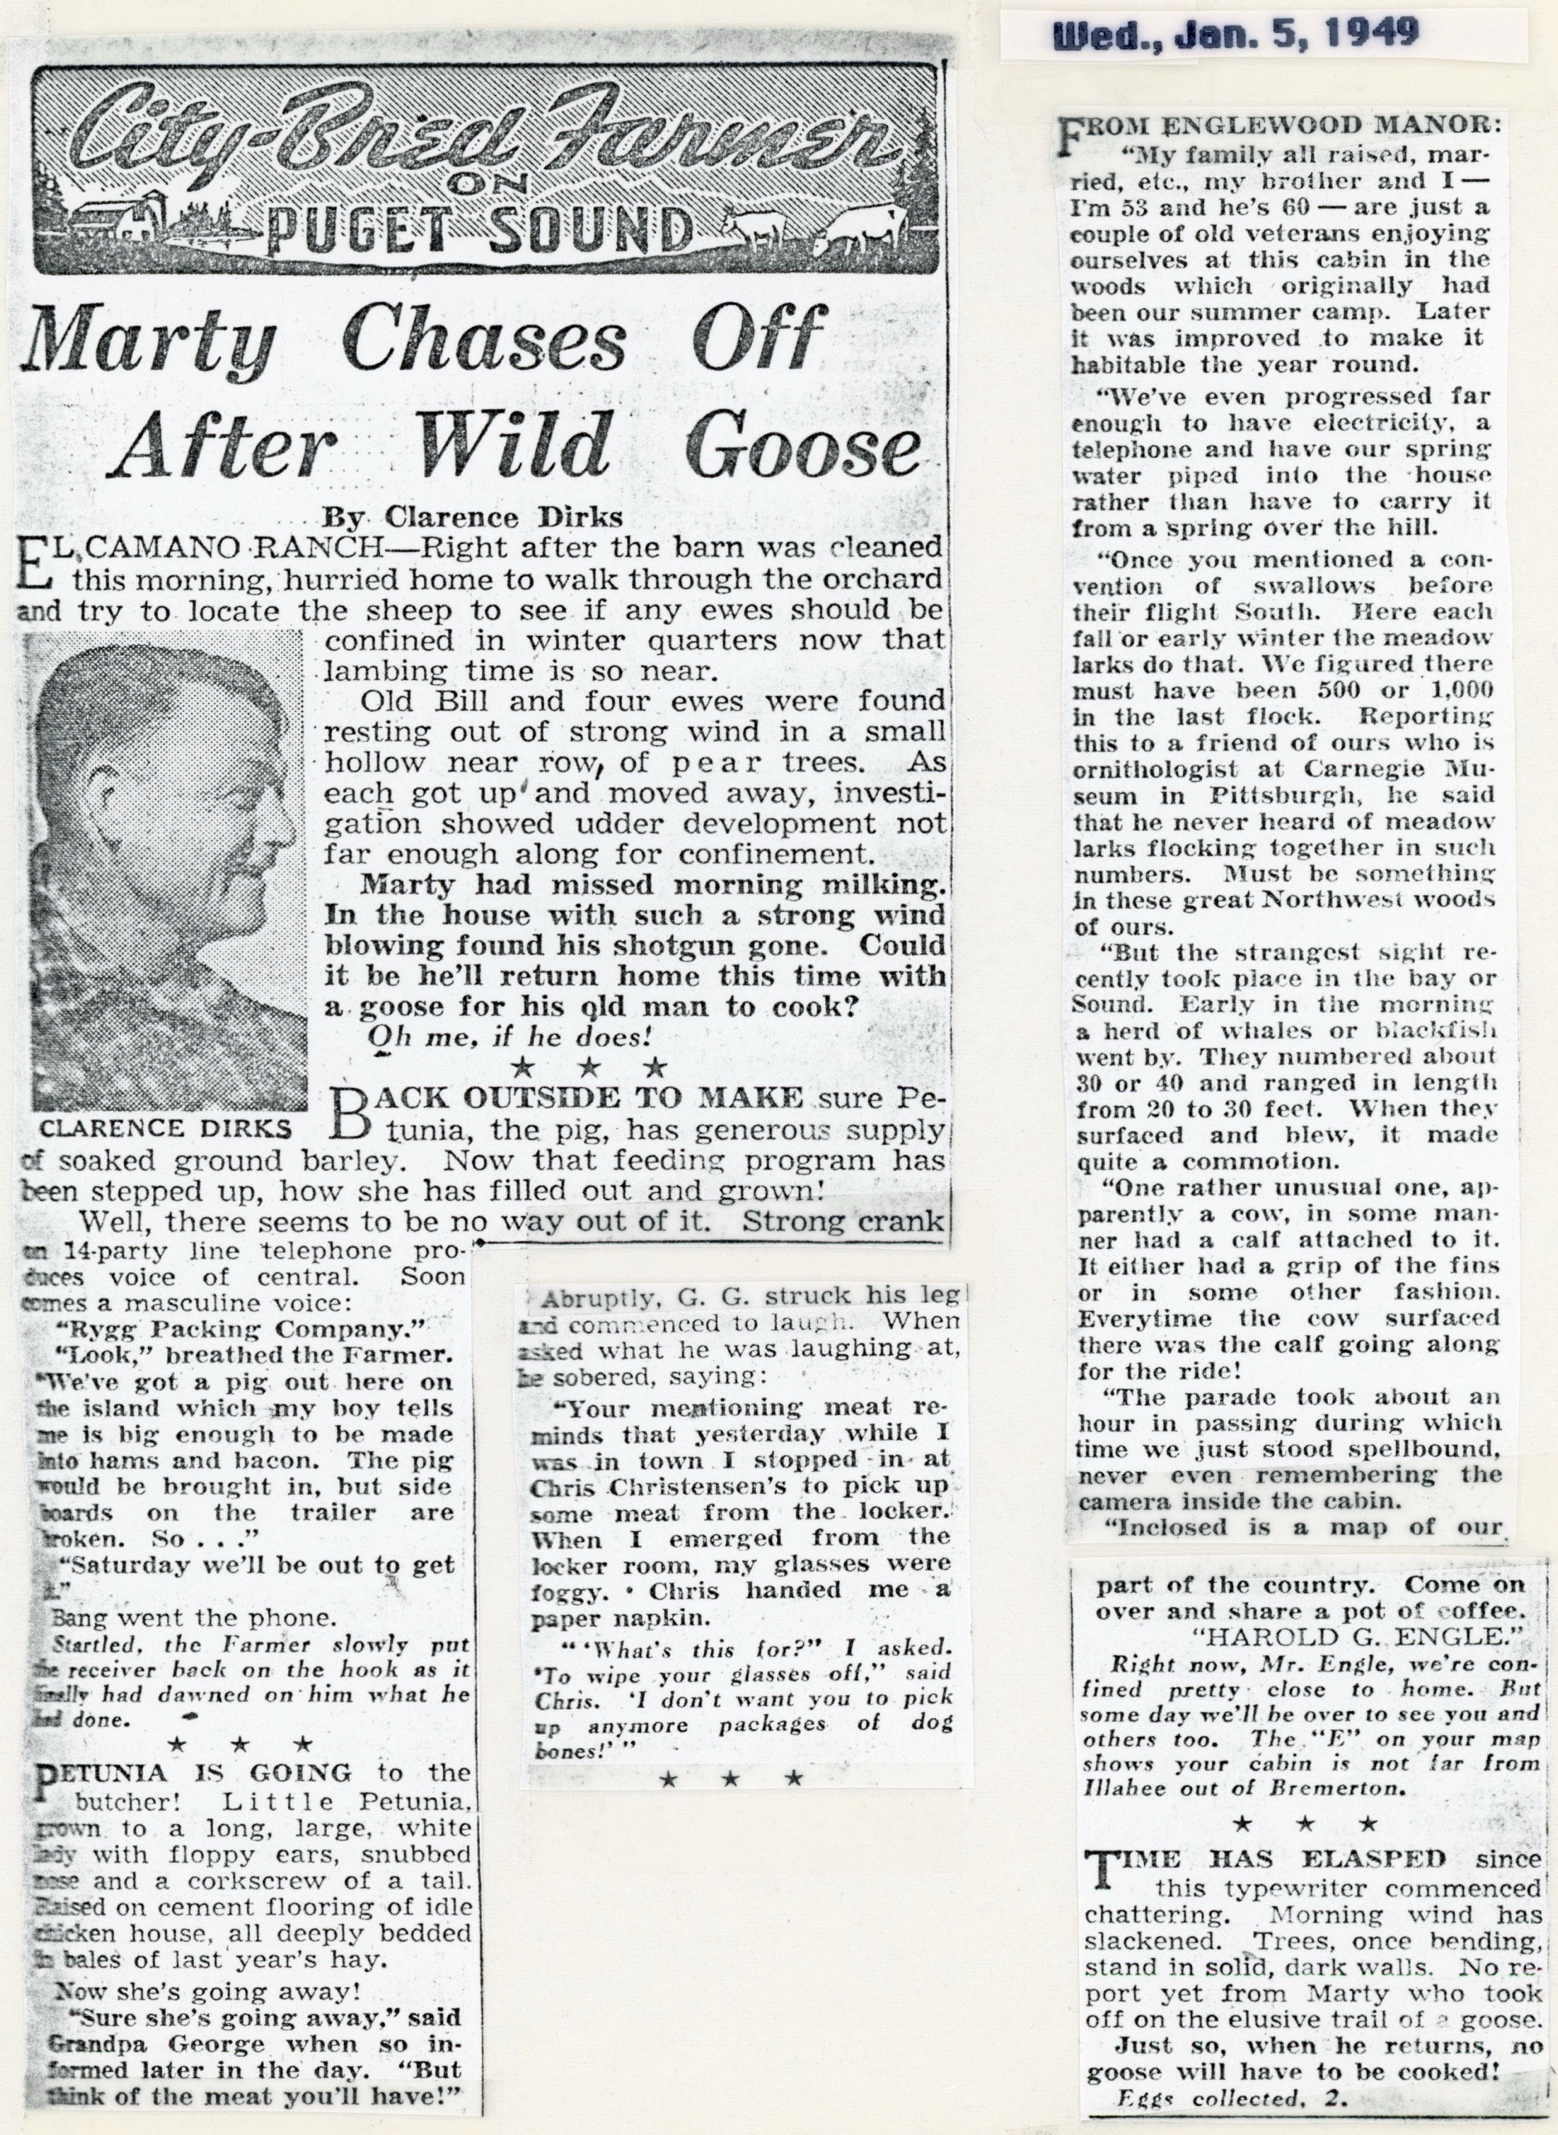 Wed., Jan. 5, 1949
City-Bred Farmer
ON
PUGET SOUND
Marty Chases Off
After Wild Goose
By Clarence Dirks
EL CAMANO RANCH—Right after the barn was cleaned
this morning, hurried home to walk through the orchard
and try to locate the sheep to see if any ewes should be
confined in winter quarters now that
lambing time is so near.
Old Bill and four ewes were found
resting out of strong wind in a small
hollow near row, of pear trees. As
each got up and moved away, investi-
gation showed udder development not
far enough along for confinement.
Marty had missed morning milking.
In the house with such a strong wind
blowing found his shotgun gone. Could
it be he'll return home this time with
a goose for his old man to cook?
Oh me, if he does!
★ ★ ★
CLARENCE DIRKS
BACK OUTSIDE TO MAKE sure Pe-
tunia, the pig, has generous supply
of soaked ground barley. Now that feeding program has
been stepped up, how she has filled out and grown!
Well, there seems to be no way out of it. Strong crank
on 14-party line telephone pro-
duces voice of central. Soon
comes a masculine voice:
"Rygg Packing Company."
"Look," breathed the Farmer.
"We've got a pig out here on
the island which my boy tells
me is big enough to be made
into hams and bacon. The pig
would be brought in, but side
boards on the trailer are
broken. So . . ."
"Saturday we'll be out to get
it."
Bang went the phone.
Startled, the Farmer slowly put
the receiver back on the hook as it
finally had dawned on him what he
had done.
★ ★ ★
PETUNIA IS GOING to the
butcher! Little Petunia,
grown to a long, large, white
lady with floppy ears, snubbed
nose and a corkscrew of a tail.
Raised on cement flooring of idle
chicken house, all deeply bedded
in bales of last year's hay.
Now she's going away!
"Sure she's going away," said
Grandpa George when so in-
formed later in the day. "But
think of the meat you'll have!"
Abruptly, G. G. struck his leg
and commenced to laugh. When
asked what he was laughing at,
he sobered, saying:
"Your mentioning meat re-
minds that yesterday while I
was in town I stopped in at
Chris Christensen's to pick up
some meat from the locker.
When I emerged from the
locker room, my glasses were
foggy. Chris handed me a
paper napkin.
"'What's this for?" I asked.
'To wipe your glasses off," said
Chris. 'I don't want you to pick
up anymore packages of dog
bones!'"
★ ★ ★
FROM ENGLEWOOD MANOR:
"My family all raised, mar-
ried, etc., my brother and I —
I'm 53 and he's 60 — are just a
couple of old veterans enjoying
ourselves at this cabin in the
woods which originally had
been our summer camp. Later
it was improved to make it
habitable the year round.
"We've even progressed far
enough to have electricity, a
telephone and have our spring
water piped into the house
rather than have to carry it
from a spring over the hill.
"Once you mentioned a con-
vention of swallows before
their flight South. Here each
fall or early winter the meadow
larks do that. We figured there
must have been 500 or 1,000
in the last flock. Reporting
this to a friend of ours who is
ornithologist at Carnegie Mu-
seum in Pittsburgh, he said
that he never heard of meadow
larks flocking together in such
numbers. Must be something
in these great Northwest woods
of ours.
"But the strangest sight re-
cently took place in the bay or
Sound. Early in the morning
a herd of whales or blackfish
went by. They numbered about
30 or 40 and ranged in length
from 20 to 30 feet. When they
surfaced and blew, it made
quite a commotion.
"One rather unusual one, ap-
parently a cow, in some man-
ner had a calf attached to it.
It either had a grip of the fins
or in some other fashion.
Everytime the cow surfaced
there was the calf going along
for the ride!
"The parade took about an
hour in passing during which
time we just stood spellbound,
never even remembering the
camera inside the cabin.
"Inclosed is a map of our
part of the country. Come on
over and share a pot of coffee.
"HAROLD G. ENGLE."
Right now, Mr. Engle, we're con-
fined pretty close to home. But
some day we'll be over to see you and
others too. The "E" on your map
shows your cabin is not far from
Illahee out of Bremerton.
★ ★ ★
TIME HAS ELASPED since
this typewriter commenced
chattering. Morning wind has
slackened. Trees, once bending,
stand in solid, dark walls. No re-
port yet from Marty who took
off on the elusive trail of a goose.
Just so, when he returns, no
goose will have to be cooked!
Eggs collected, 2.